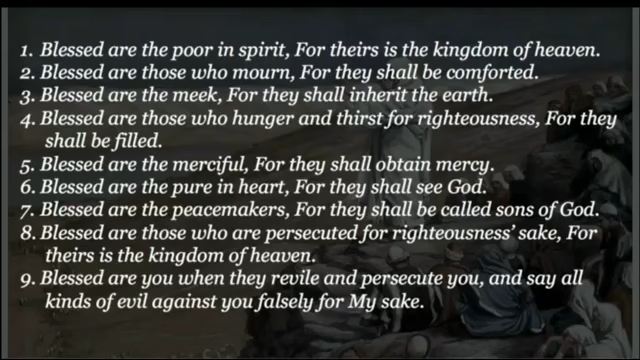 1. Blessed are the poor in spirit, For theirs is the kingdom of heaven.
2. Blessed are those who mourn, For they shall be comforted.
3. Blessed are the meek, For they shall inherit the earth.
4. Blessed are those who hunger and thirst for righteousness, For they
shall be filled.
5. Blessed are the merciful, For they shall obtain mercy.
6. Blessed are the pure in heart, For they shall see God.
7. Blessed are the peacemakers, For they shall be called sons of God.
8. Blessed are those who are persecuted for righteousness’ sake, For
theirs is the kingdom of heaven.
9. Blessed are you when they revile and persecute you, and say all
kinds of evil against you falsely for My sake.